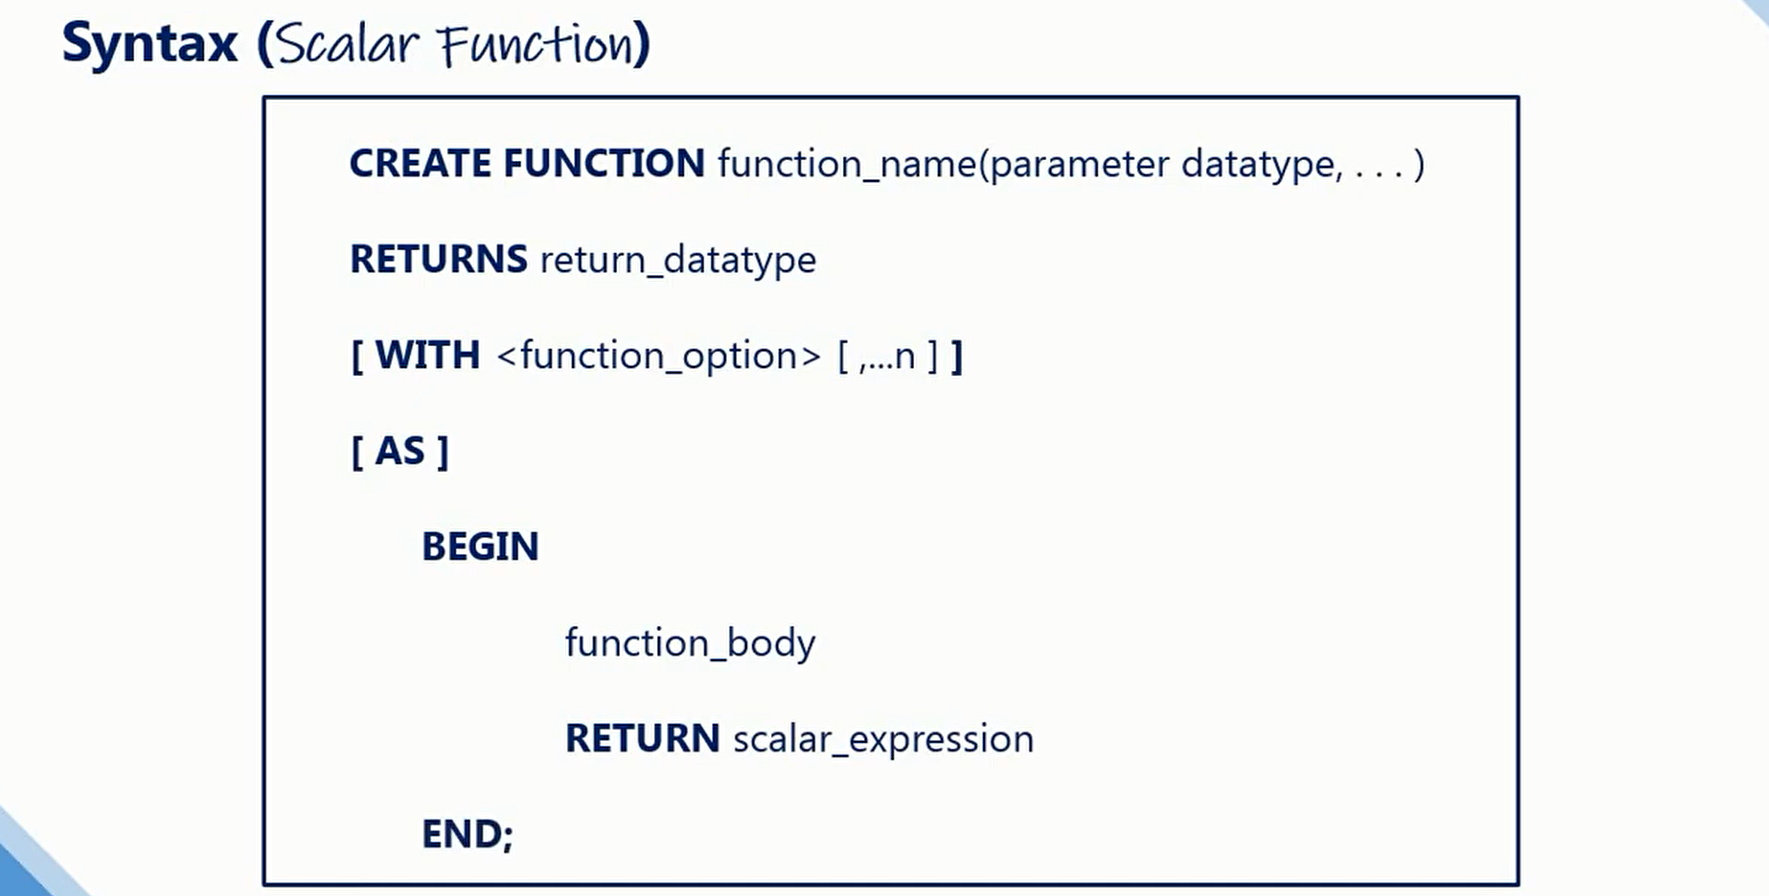 Syntax (Scalar Function)
CREATE FUNCTION function_name(parameter datatype, . . . )
RETURNS return_datatype
[ WITH <function_option> [ ,...n ] ]
[ AS ]
BEGIN
function_body
RETURN scalar_expression
END;